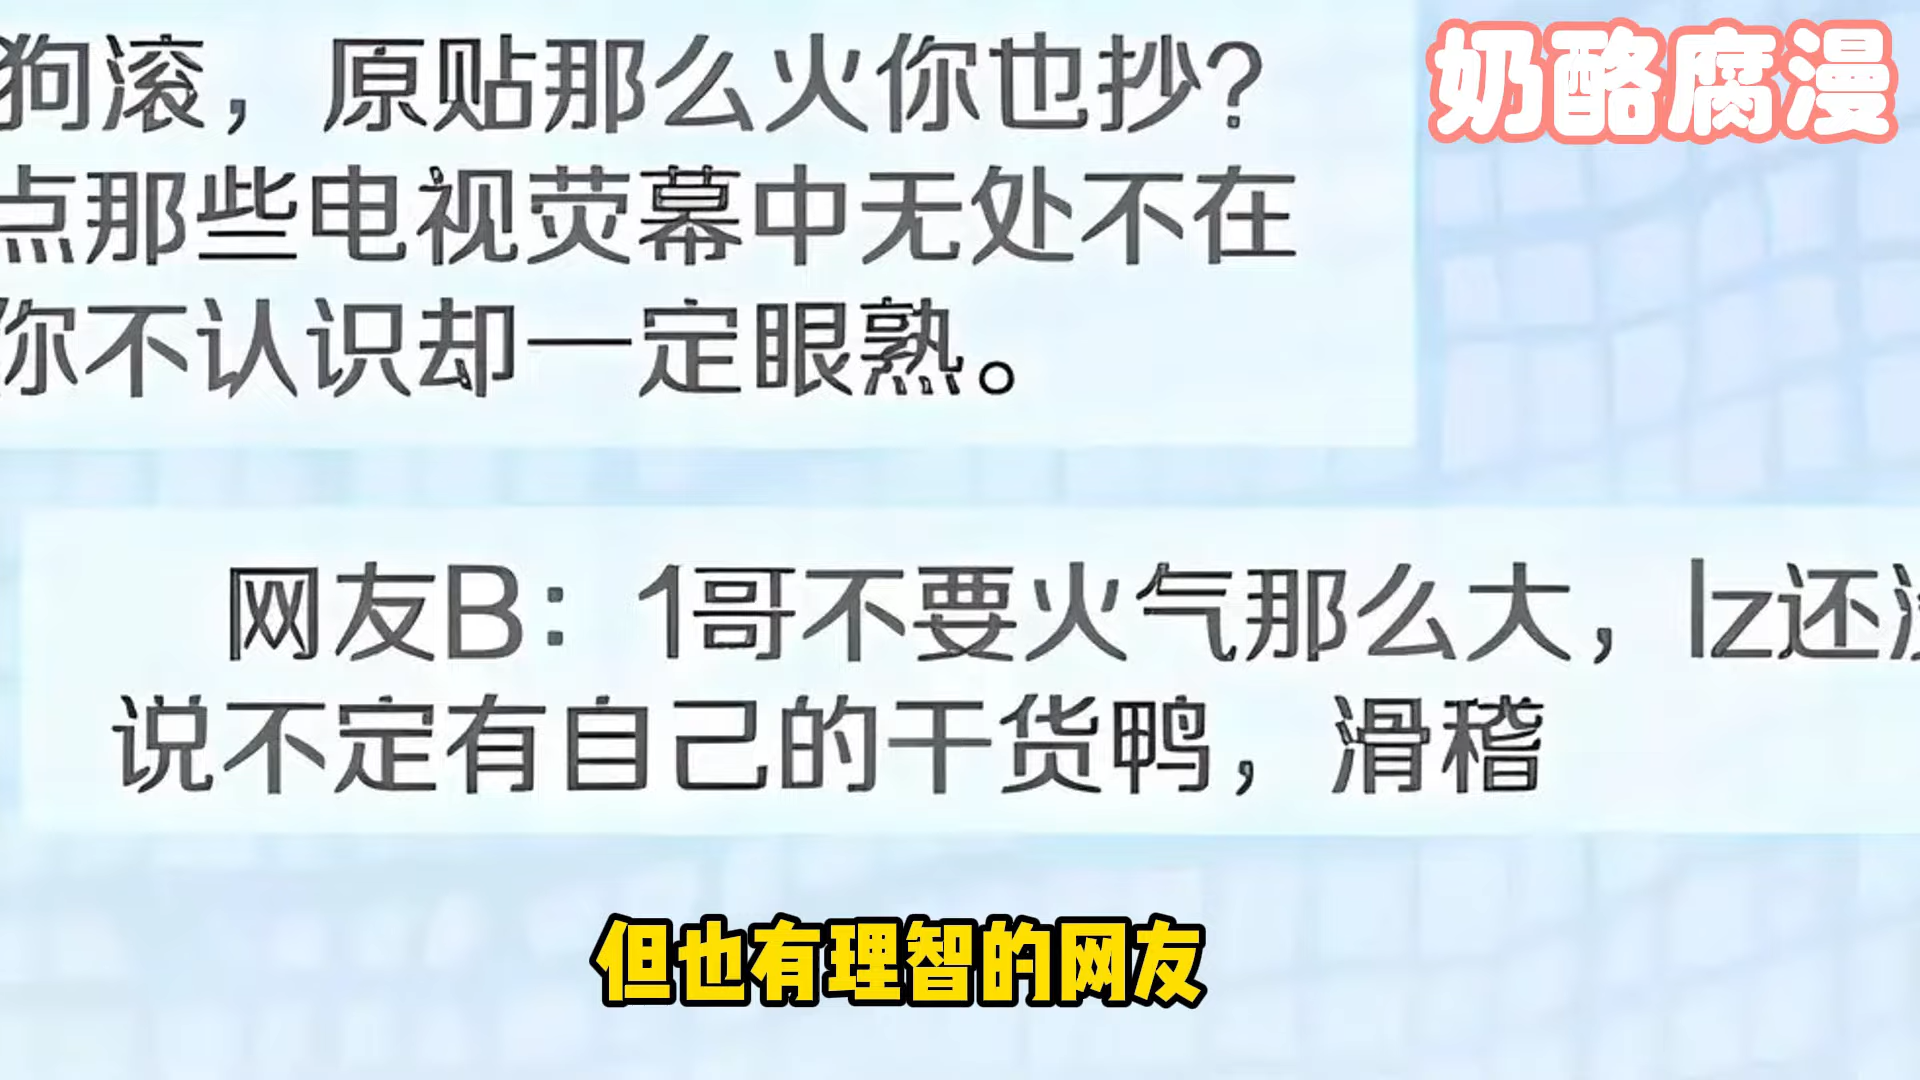 狗滚，原贴那么火你也抄？
奶酪腐漫
点那些电视荧幕中无处不在
你不认识却一定眼熟。
网友B：1哥不要火气那么大，lz还
说不定有自己的干货鸭，滑稽
但也有理智的网友